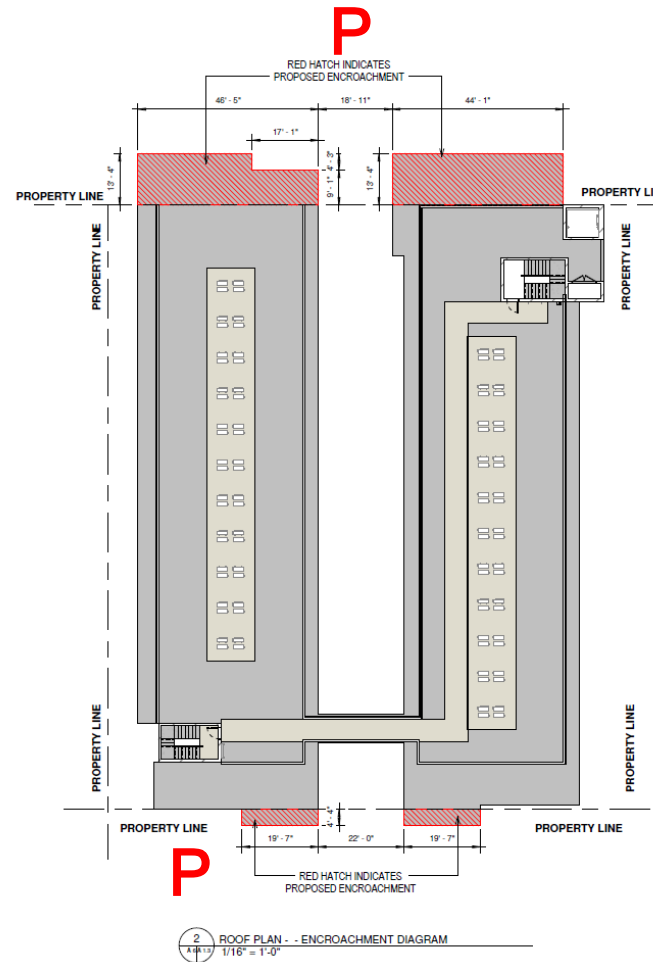 P
RED HATCH INDICATES
PROPOSED ENCROACHMENT
46' - 5" 18' - 11" 44' - 1"
17' - 1"
13' - 4" 4' - 3" 9' - 1" 13' - 4"
PROPERTY LINE PROPERTY
PROPERTY LINE PROPERTY LINE
PROPERTY LINE PROPERTY LINE
4' - 4"
PROPERTY LINE PROPERTY LINE
19' - 7" 22' - 0" 19' - 7"
P
RED HATCH INDICATES
PROPOSED ENCROACHMENT
2 ROOF PLAN - - ENCROACHMENT DIAGRAM
1/16" = 1'-0"